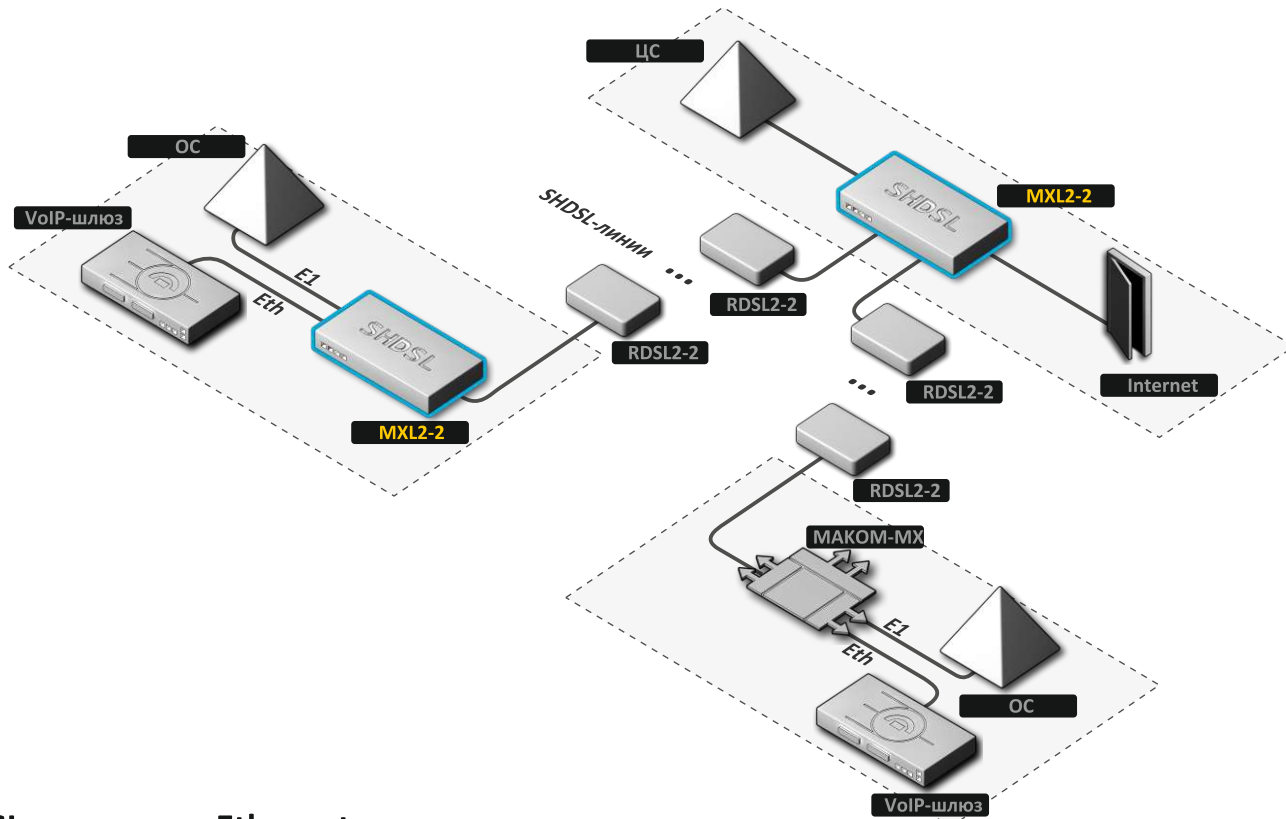 ЦС
ОС
MXL2-2
VoIP-шлюз
SHDSL
SHDSL-линии
E1
Eth
RDSL2-2
SHDSL
RDSL2-2
Internet
RDSL2-2
MXL2-2
RDSL2-2
МАКОМ-MX
E1
Eth
ОС
VoIP-шлюз